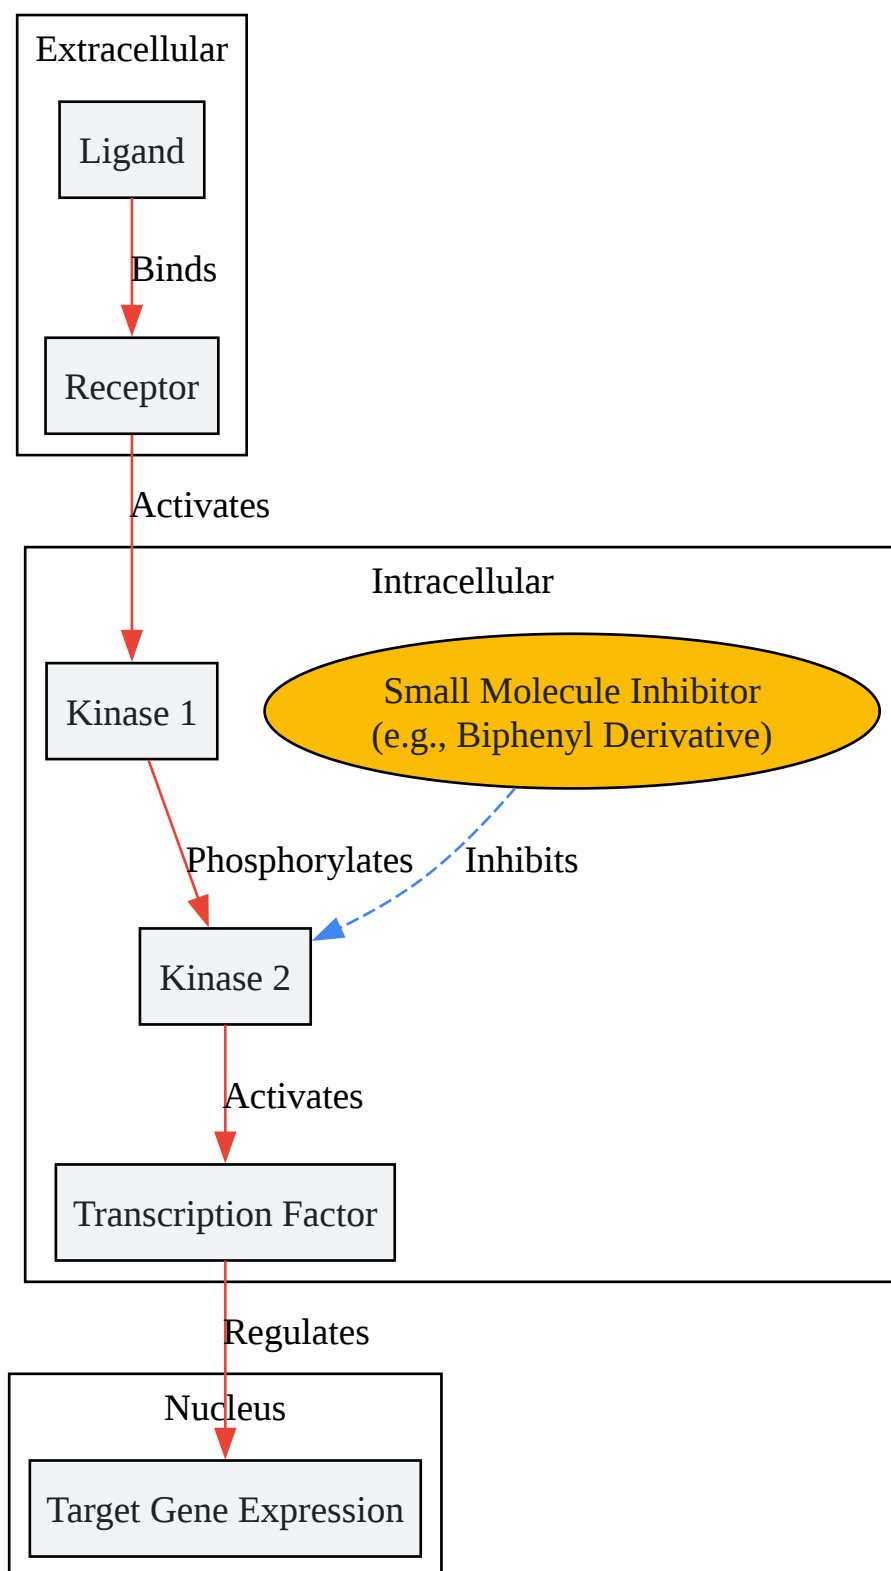 Extracellular
Ligand
Binds
Receptor
Activates
Intracellular
Kinase 1
Small Molecule Inhibitor
(e.g., Biphenyl Derivative)
Phosphorylates
Inhibits
Kinase 2
Activates
Transcription Factor
Regulates
Nucleus
Target Gene Expression